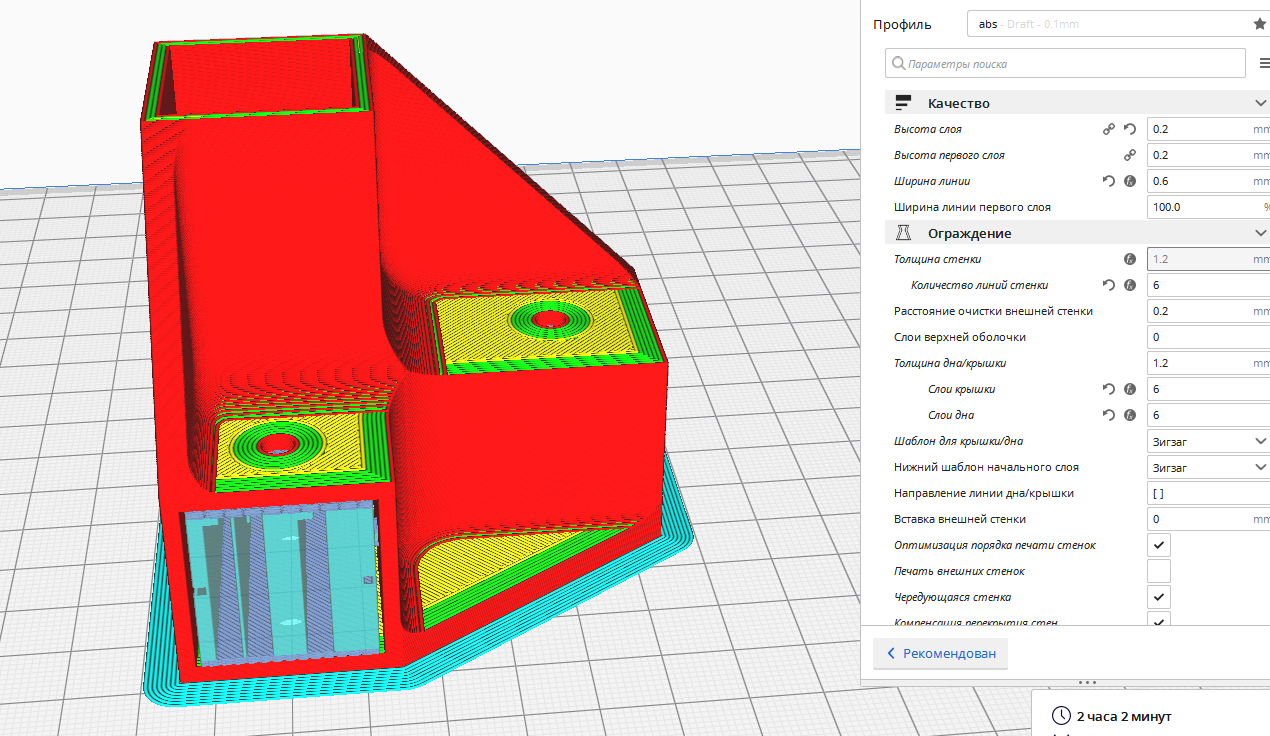 Профиль abs - Draft - 0.1mm
Параметры поиска
Качество
Высота слоя 0.2 mm
Высота первого слоя 0.2 mm
Ширина линии 0.6 mm
Ширина линии первого слоя 100.0 %
Ограждение
Толщина стенки 1.2 mm
Количество линий стенки 6
Расстояние очистки внешней стенки 0.2 mm
Слои верхней оболочки 0
Толщина дна/крышки 1.2 mm
Слои крышки 6
Слои дна 6
Шаблон для крышки/дна Зигзаг
Нижний шаблон начального слоя Зигзаг
Направление линии дна/крышки [ ]
Вставка внешней стенки 0 mm
Оптимизация порядка печати стенок
Печать внешних стенок
Чередующаяся стенка
Компенсация перекрытия стен
Рекомендован
2 часа 2 минут